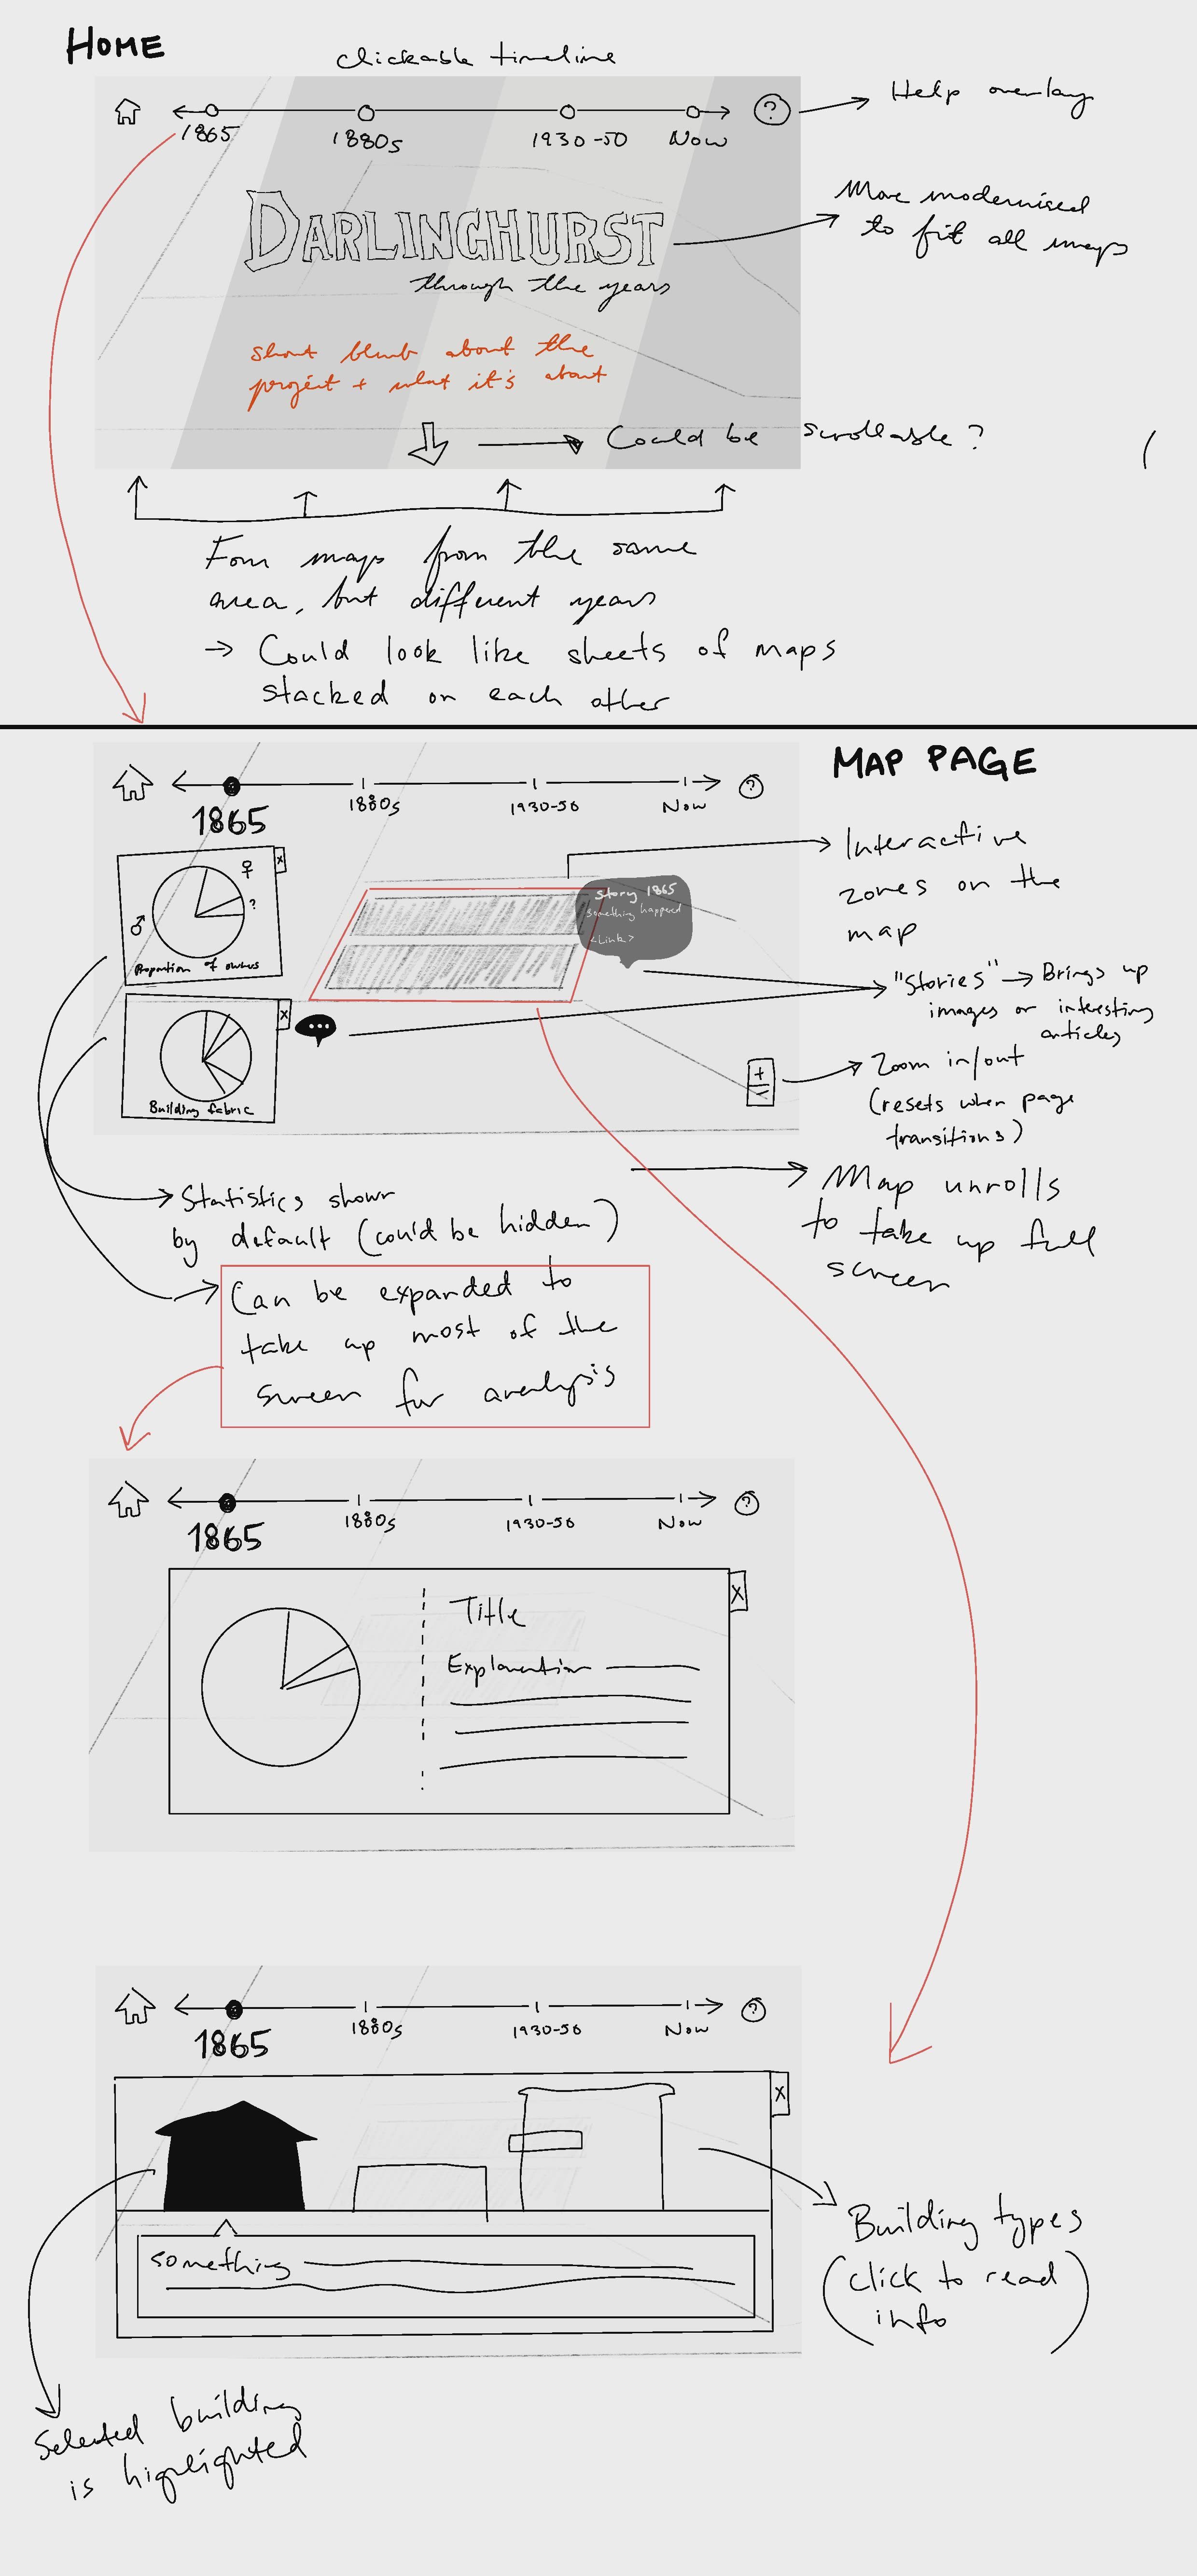 HOME
clickable timeline
1865
1880s
1930-50
Now
?
Help overlay
DARLINGHURST
through the years
More modernised
to fit all maps
short blurb about the
project + what it's about
Could be scrollable?
Four maps from the same
area, but different years
→ Could look like sheets of maps
stacked on each other
MAP PAGE
1865
1880s
1930-50
Now
?
X
♀
?
♂
Proportion of owners
Story 1865
something happened
<Link>
Interactive
zones on the
map
"Stories" → Brings up
images or interesting
articles
X
...
Building fabric
+
-
Zoom in/out
(resets when page
transitions)
Map unrolls
to take up full
screen
Statistics shown
by default (could be hidden)
Can be expanded to
take up most of the
screen for analysis
1865
1880s
1930-50
Now
?
X
Title
Explanation
1865
1880s
1930-50
Now
?
X
something
Building types
(click to read
info)
Selected building
is highlighted